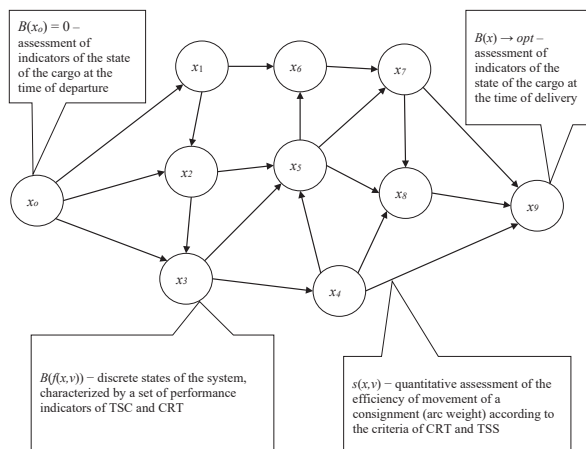 B(xo) = 0 –
assessment of
indicators of the state
of the cargo at the
time of departure
B(x) → opt –
assessment of
indicators of the
state of the cargo
at the time of
delivery
x1
x6
x7
x2
x5
x8
xo
x9
x3
x4
B(f(x,v)) – discrete states of the system,
characterized by a set of performance
indicators of TSC and CRT
s(x,v) – quantitative assessment of the
efficiency of movement of a
consignment (arc weight) according to
the criteria of CRT and TSS